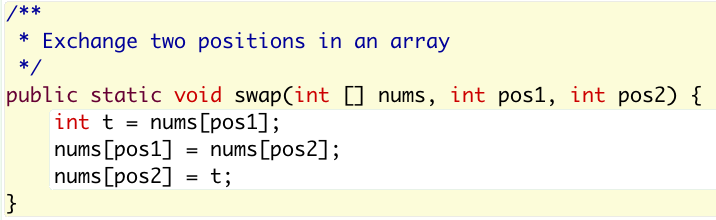 /**
 * Exchange two positions in an array
 */
public static void swap(int [] nums, int pos1, int pos2) {
    int t = nums[pos1];
    nums[pos1] = nums[pos2];
    nums[pos2] = t;
}